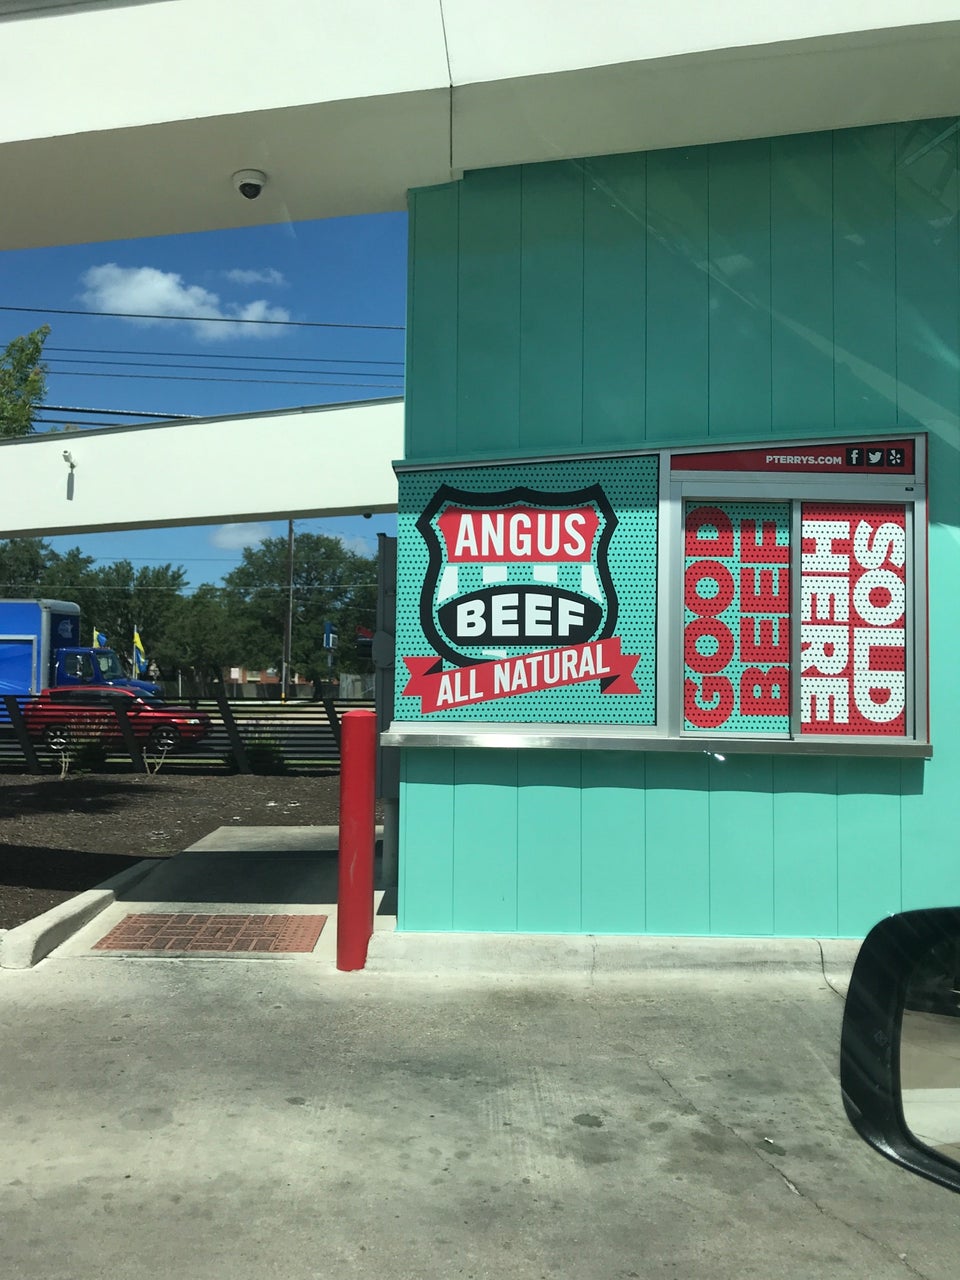 PTERRYS.COM
ANGUS
BEEF
ALL NATURAL
GOOD
BEEF
SOLD
HERE